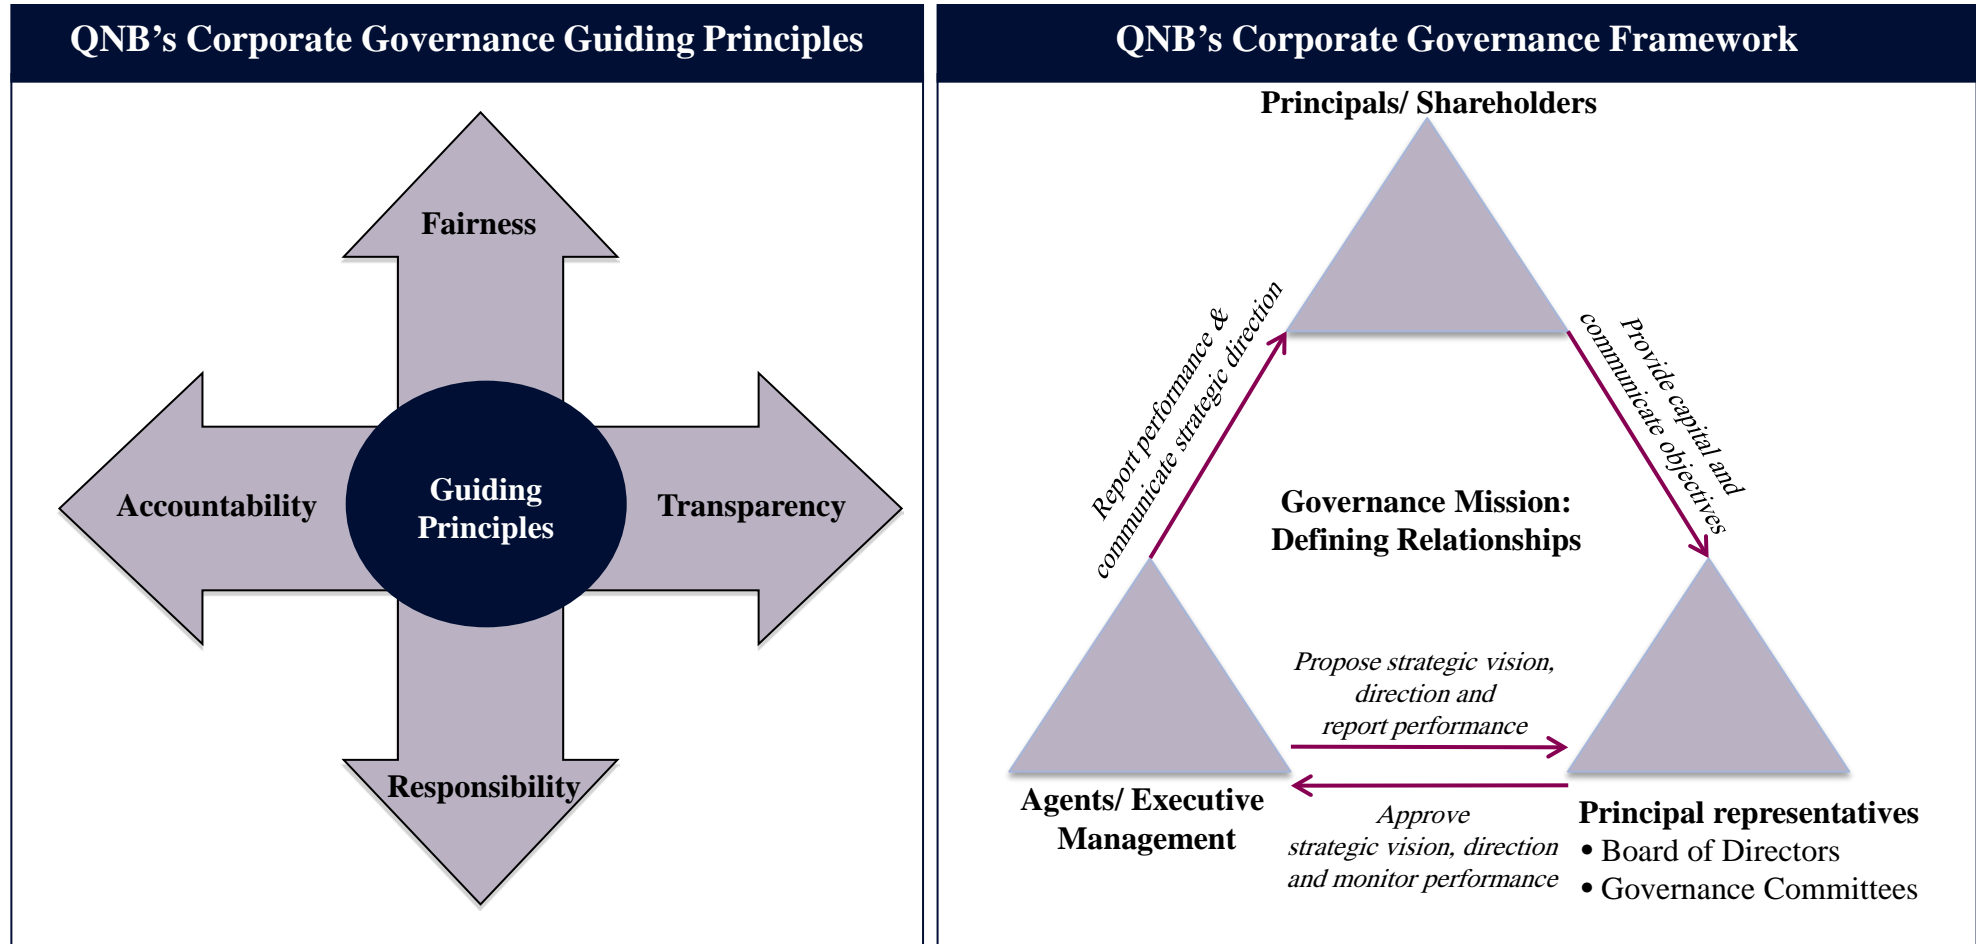 QNB’s Corporate Governance Guiding Principles
Fairness
Accountability
Guiding
Principles
Transparency
Responsibility
QNB’s Corporate Governance Framework
Principals/ Shareholders
Report performance &
communicate strategic direction
Provide capital and
communicate objectives
Governance Mission:
Defining Relationships
Propose strategic vision,
direction and
report performance
Agents/ Executive
Management
Approve
strategic vision, direction
and monitor performance
Principal representatives
• Board of Directors
• Governance Committees